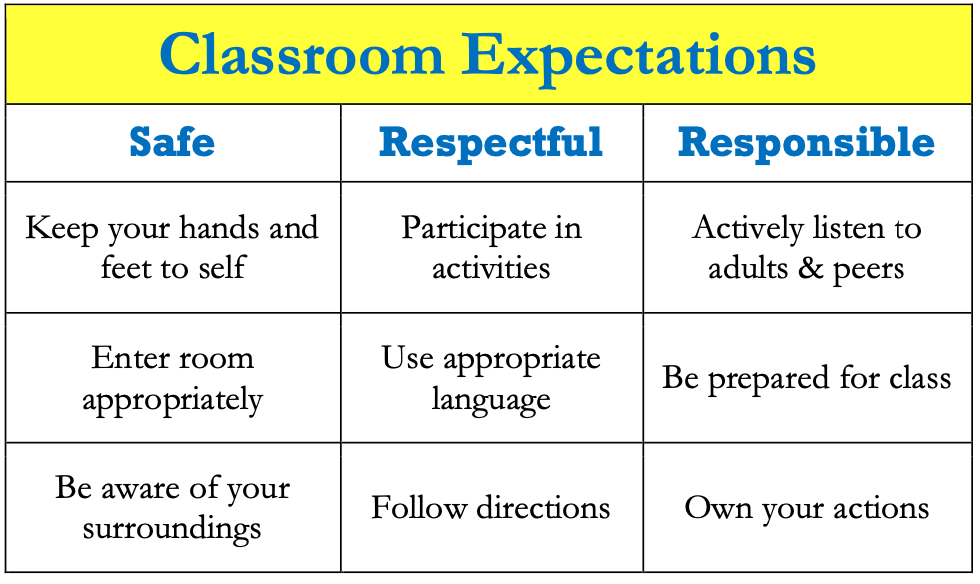 Classroom Expectations
Safe
Respectful
Responsible
Keep your hands and
feet to self
Participate in
activities
Actively listen to
adults & peers
Enter room
appropriately
Use appropriate
language
Be prepared for class
Be aware of your
surroundings
Follow directions
Own your actions